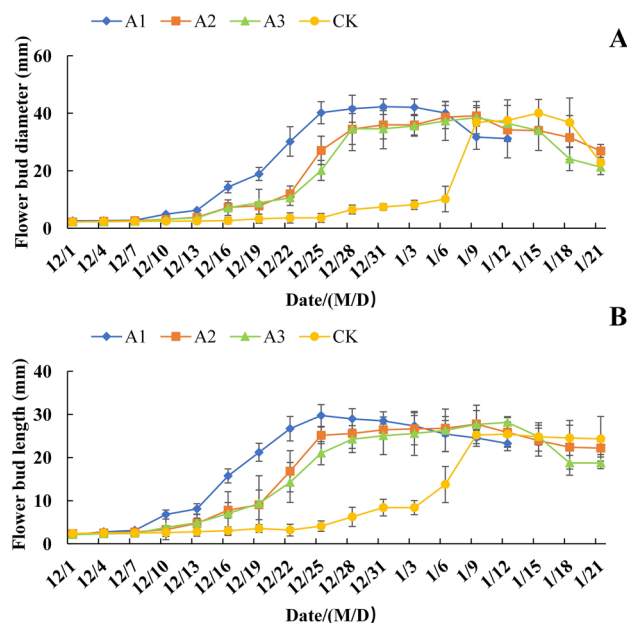 A
A1 A2 A3 CK
Flower bud diameter (mm)
60
40
20
0
12/1 12/4 12/7 12/10 12/13 12/16 12/19 12/22 12/25 12/28 12/31 1/3 1/6 1/9 1/12 1/15 1/18 1/21
Date/(M/D)
B
A1 A2 A3 CK
Flower bud length (mm)
40
30
20
10
0
12/1 12/4 12/7 12/10 12/13 12/16 12/19 12/22 12/25 12/28 12/31 1/3 1/6 1/9 1/12 1/15 1/18 1/21
Date/(M/D)